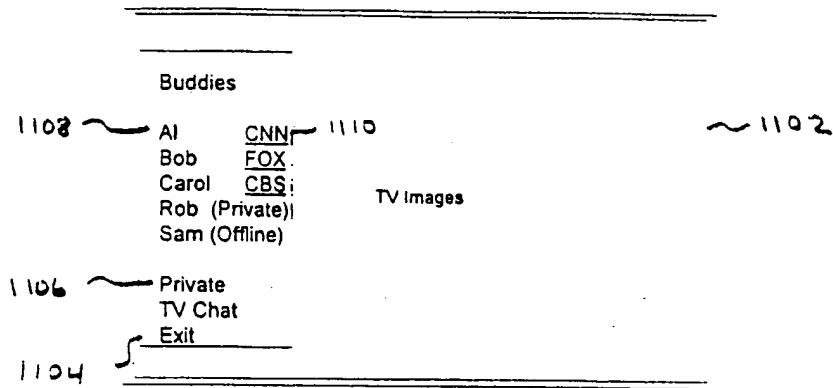 Buddies
1108 Al CNN 1110 1102
Bob FOX
Carol CBS
TV Images
Rob (Private)
Sam (Offline)
1106 Private
TV Chat
Exit
1104